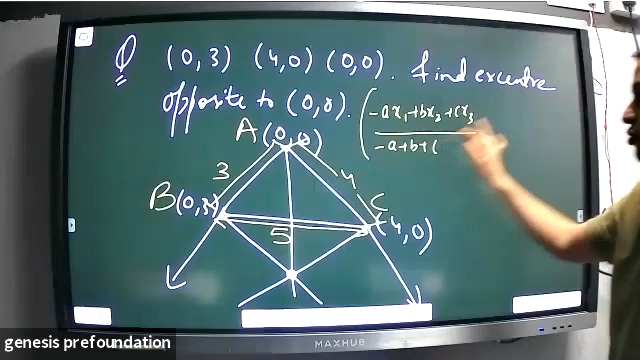 Q (0,3) (4,0) (0,0). find excentre
opposite to (0,0). (-ax₁+bx₂+cx₃
-a+b+c
A (0,0)
3 4
B(0,3) C
5 (4,0)
genesis prefoundation
MAXHUB